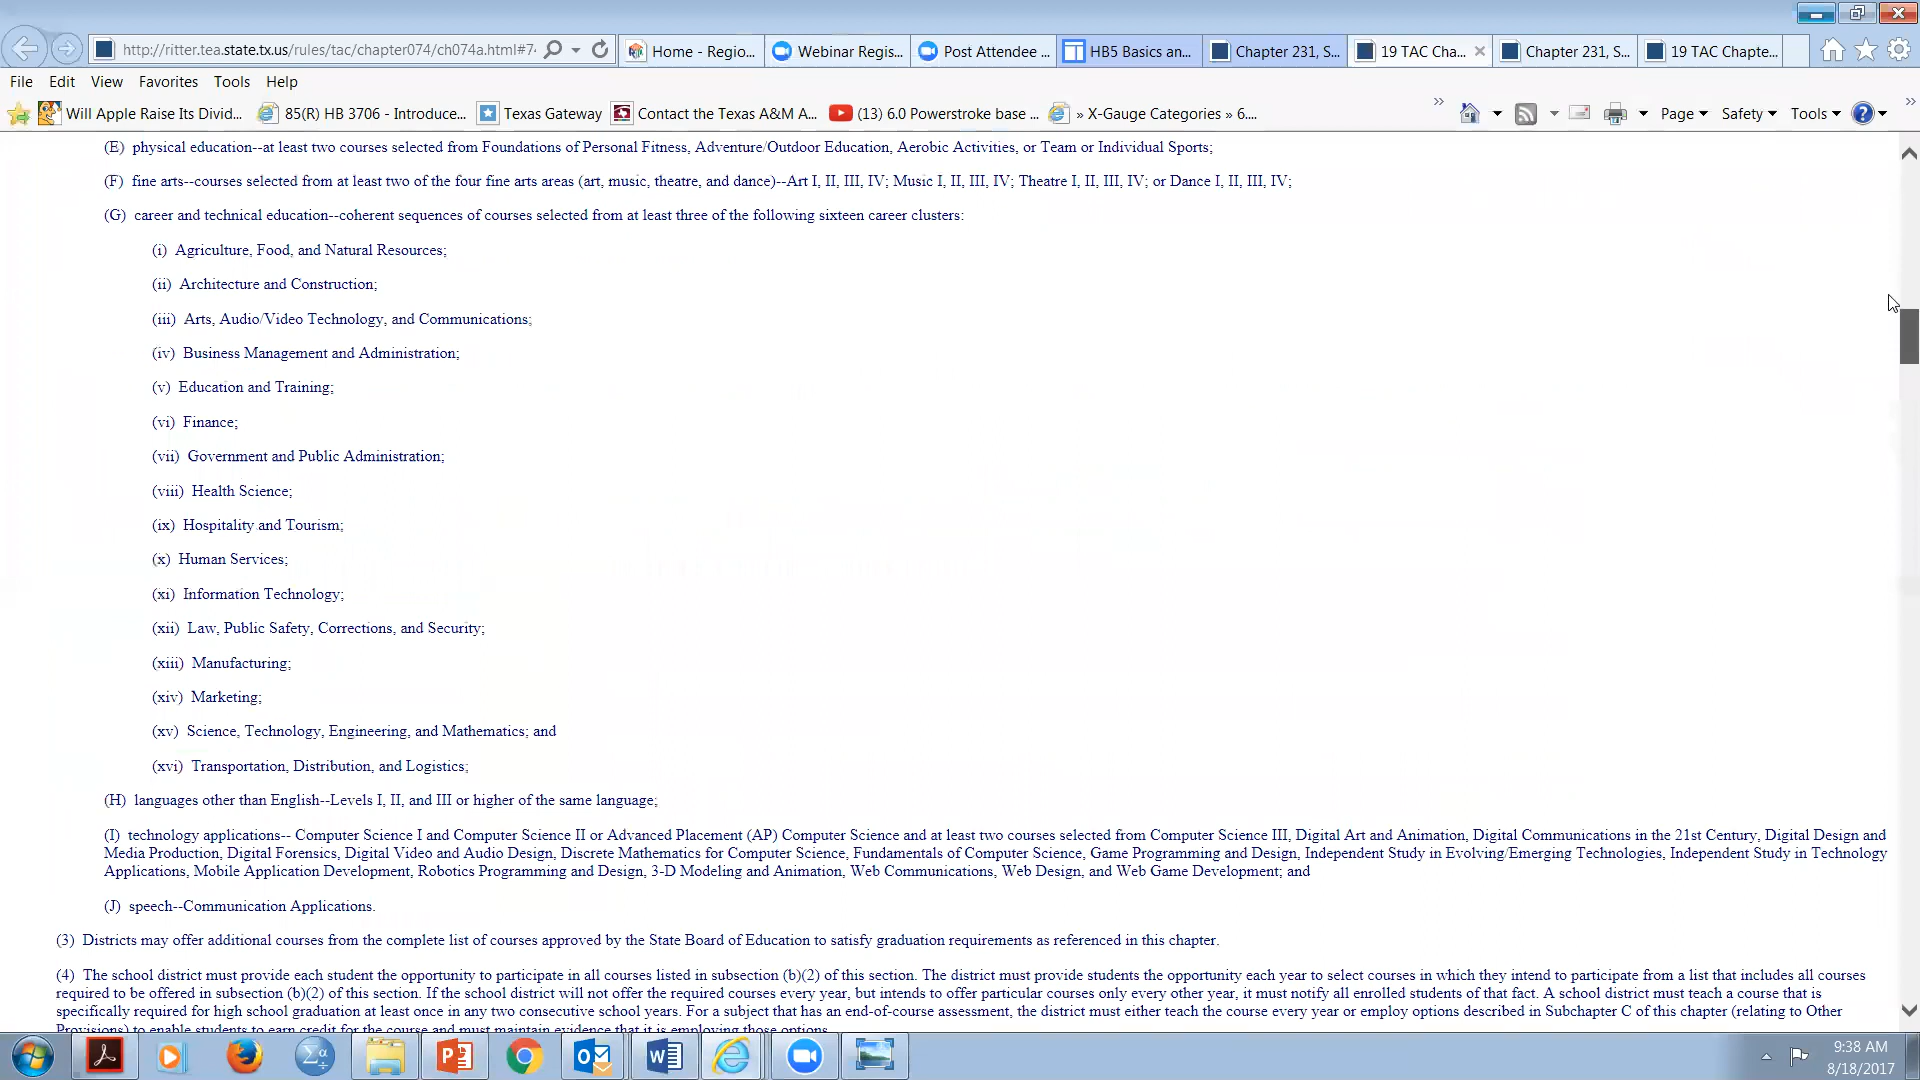 http://ritter.tea.state.tx.us/rules/tac/chapter074/ch074a.html#7
Home - Regio...
Webinar Regis...
Post Attendee ...
HB5 Basics an...
Chapter 231, S...
19 TAC Cha...
Chapter 231, S...
19 TAC Chapte...
File Edit View Favorites Tools Help
Will Apple Raise Its Divid...
85(R) HB 3706 - Introduce...
Texas Gateway
Contact the Texas A&M A...
(13) 6.0 Powerstroke base ...
» X-Gauge Categories » 6....
Page Safety Tools
(E) physical education--at least two courses selected from Foundations of Personal Fitness, Adventure/Outdoor Education, Aerobic Activities, or Team or Individual Sports;
(F) fine arts--courses selected from at least two of the four fine arts areas (art, music, theatre, and dance)--Art I, II, III, IV; Music I, II, III, IV; Theatre I, II, III, IV; or Dance I, II, III, IV;
(G) career and technical education--coherent sequences of courses selected from at least three of the following sixteen career clusters:
(i) Agriculture, Food, and Natural Resources;
(ii) Architecture and Construction;
(iii) Arts, Audio/Video Technology, and Communications;
(iv) Business Management and Administration;
(v) Education and Training;
(vi) Finance;
(vii) Government and Public Administration;
(viii) Health Science;
(ix) Hospitality and Tourism;
(x) Human Services;
(xi) Information Technology;
(xii) Law, Public Safety, Corrections, and Security;
(xiii) Manufacturing;
(xiv) Marketing;
(xv) Science, Technology, Engineering, and Mathematics; and
(xvi) Transportation, Distribution, and Logistics;
(H) languages other than English--Levels I, II, and III or higher of the same language;
(I) technology applications-- Computer Science I and Computer Science II or Advanced Placement (AP) Computer Science and at least two courses selected from Computer Science III, Digital Art and Animation, Digital Communications in the 21st Century, Digital Design and
Media Production, Digital Forensics, Digital Video and Audio Design, Discrete Mathematics for Computer Science, Fundamentals of Computer Science, Game Programming and Design, Independent Study in Evolving/Emerging Technologies, Independent Study in Technology
Applications, Mobile Application Development, Robotics Programming and Design, 3-D Modeling and Animation, Web Communications, Web Design, and Web Game Development; and
(J) speech--Communication Applications.
(3) Districts may offer additional courses from the complete list of courses approved by the State Board of Education to satisfy graduation requirements as referenced in this chapter.
(4) The school district must provide each student the opportunity to participate in all courses listed in subsection (b)(2) of this section. The district must provide students the opportunity each year to select courses in which they intend to participate from a list that includes all courses
required to be offered in subsection (b)(2) of this section. If the school district will not offer the required courses every year, but intends to offer particular courses only every other year, it must notify all enrolled students of that fact. A school district must teach a course that is
specifically required for high school graduation at least once in any two consecutive school years. For a subject that has an end-of-course assessment, the district must either teach the course every year or employ options described in Subchapter C of this chapter (relating to Other
Provisions) to enable students to earn credit for the course and must maintain evidence that it is employing those options.
9:38 AM
8/18/2017